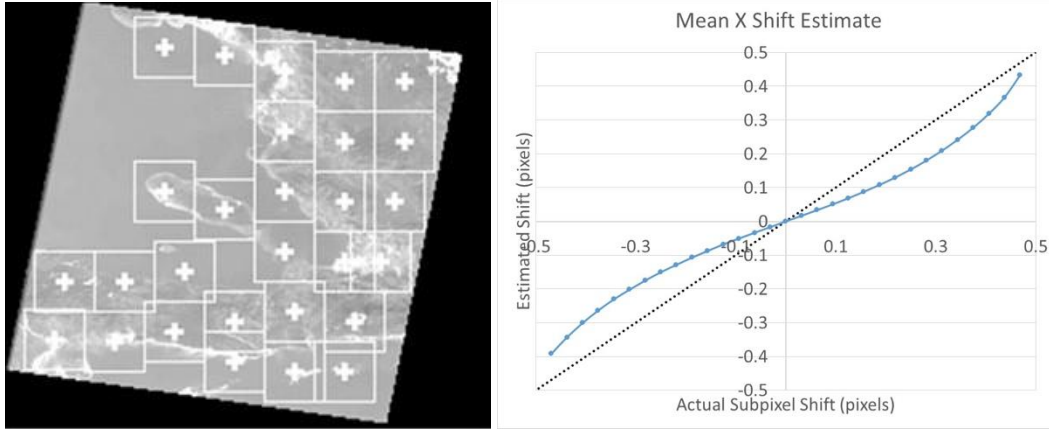 Mean X Shift Estimate
0.5
0.4
0.3
0.2
0.1
0
-0.5 -0.3 -0.1 0.1 0.3 0.5
-0.1
-0.2
-0.3
-0.4
-0.5
Estimated Shift (pixels)
Actual Subpixel Shift (pixels)